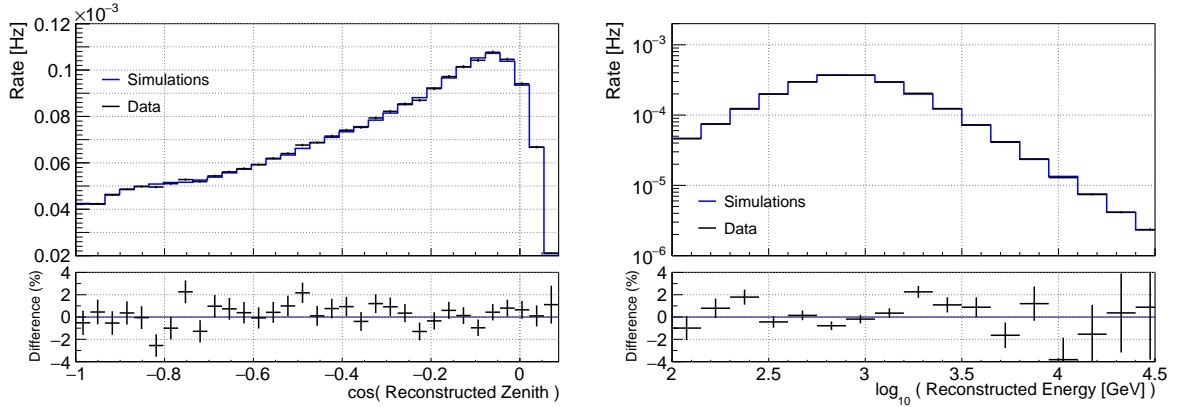 ×10⁻³
Rate [Hz]
0.12
0.1
0.08
0.06
0.04
0.02
Simulations
Data
Difference (%)
4
2
0
−2
−4
−1 −0.8 −0.6 −0.4 −0.2 0
cos( Reconstructed Zenith )
Rate [Hz]
10⁻³
10⁻⁴
10⁻⁵
10⁻⁶
Simulations
Data
Difference (%)
4
2
0
−2
−4
2 2.5 3 3.5 4 4.5
log₁₀ ( Reconstructed Energy [GeV] )